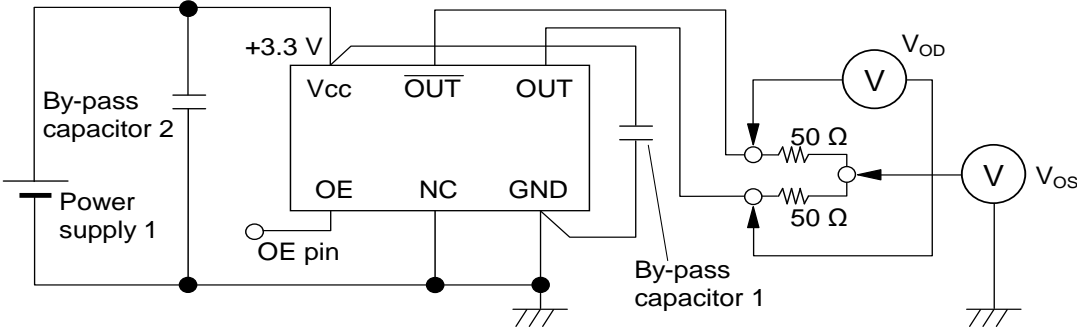 +3.3 V
Vcc
OUT
OUT
OE
NC
GND
By-pass
capacitor 2
Power
supply 1
OE pin
By-pass
capacitor 1
50 Ω
50 Ω
V
VOD
V
VOS